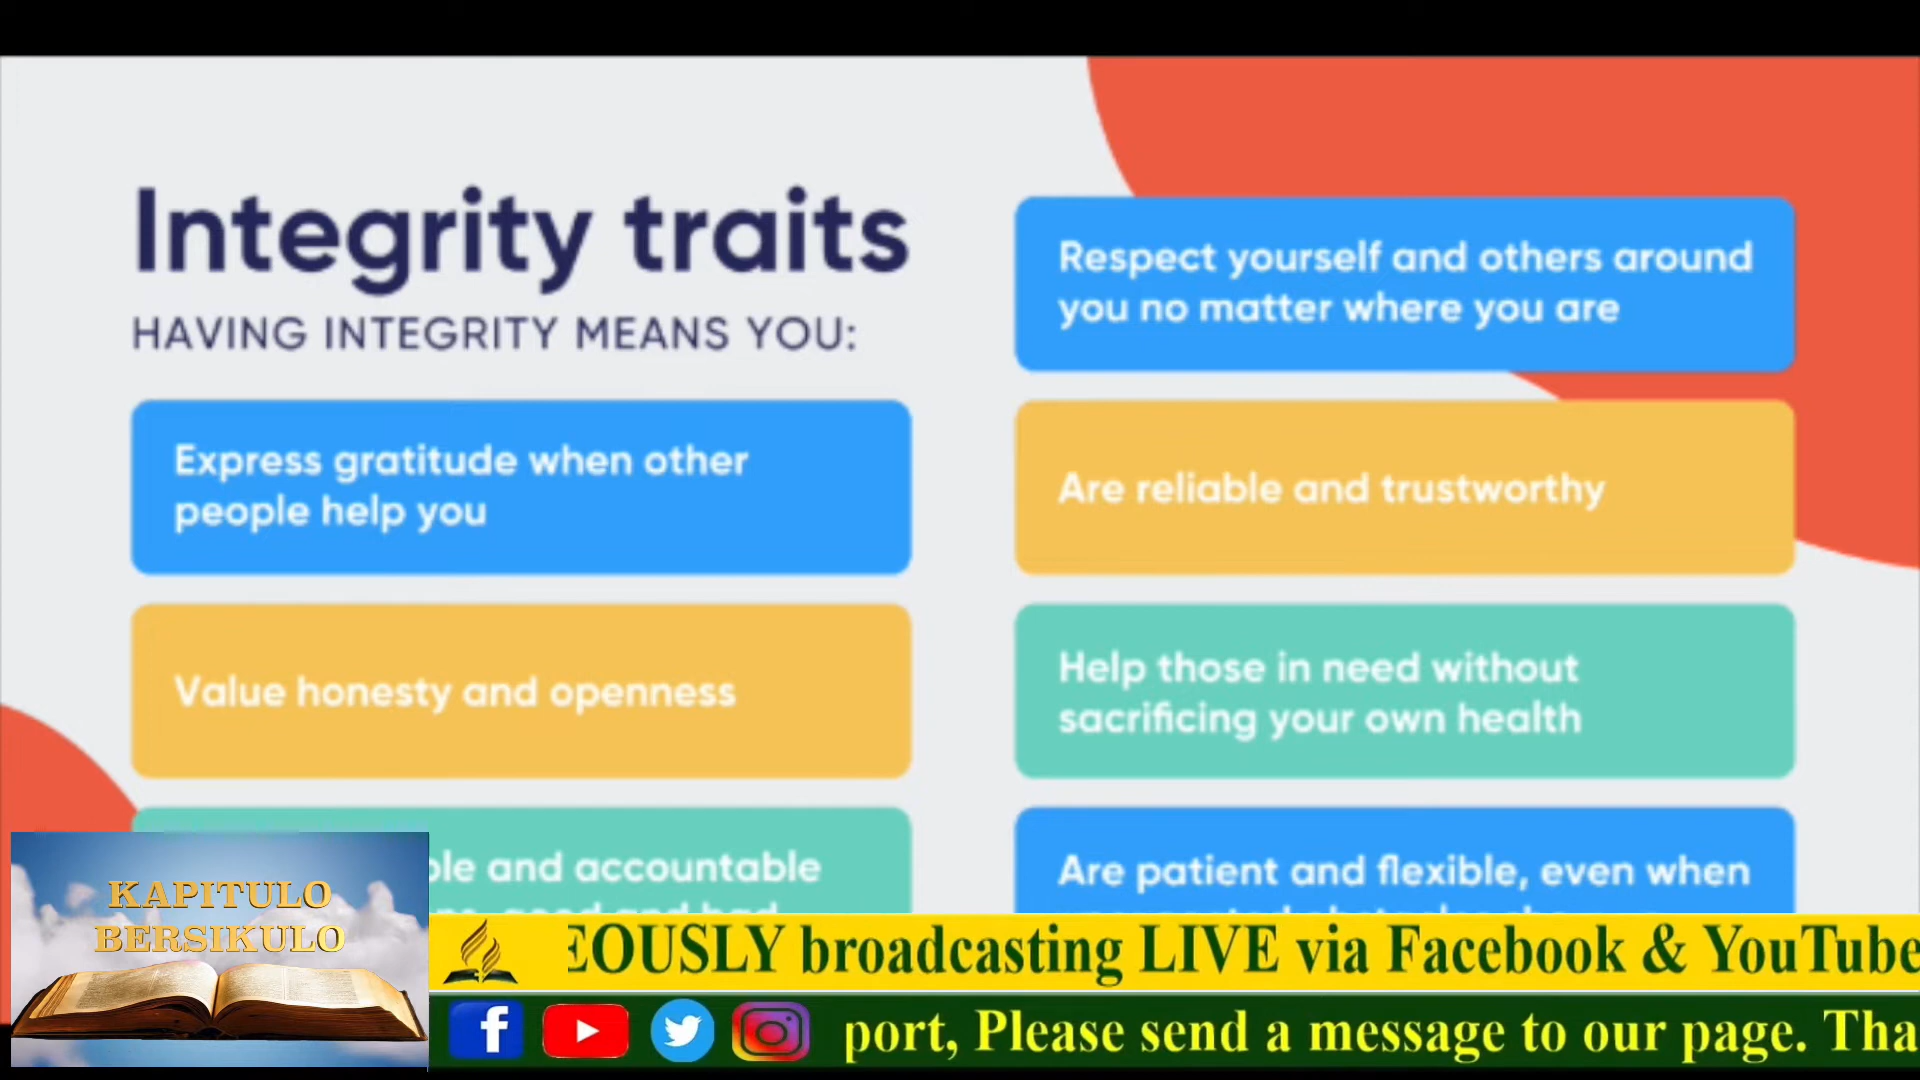 Integrity traits
HAVING INTEGRITY MEANS YOU:
Express gratitude when other
people help you
Value honesty and openness
and accountable
good and bad
Respect yourself and others around
you no matter where you are
Are reliable and trustworthy
Help those in need without
sacrificing your own health
Are patient and flexible, even when
KAPITULO
BERSIKULO
EOUSLY broadcasting LIVE via Facebook & YouTube
port, Please send a message to our page. Tha